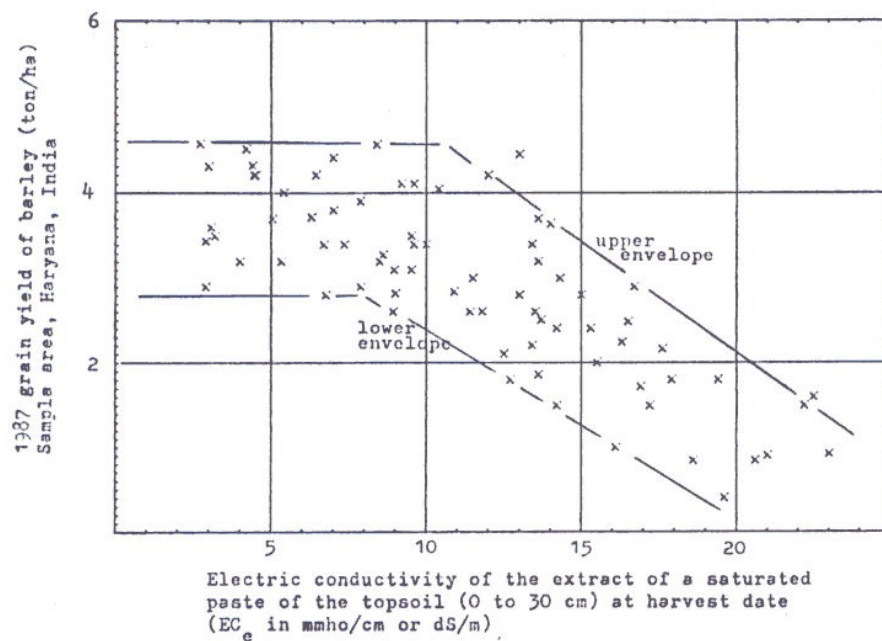 6
4
2
1987 grain yield of barley (ton/ha)
Sample area, Haryana, India
upper
envelope
lower
envelope
5
10
15
20
Electric conductivity of the extract of a saturated
paste of the topsoil (0 to 30 cm) at harvest date
(ECe in mmho/cm or dS/m)